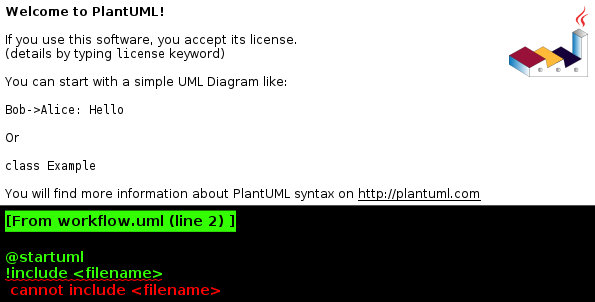 Welcome to PlantUML!
If you use this software, you accept its license.
(details by typing license keyword)
You can start with a simple UML Diagram like:
Bob->Alice: Hello
Or
class Example
You will find more information about PlantUML syntax on http://plantuml.com
[From workflow.uml (line 2) ]
@startuml
!include <filename>
cannot include <filename>